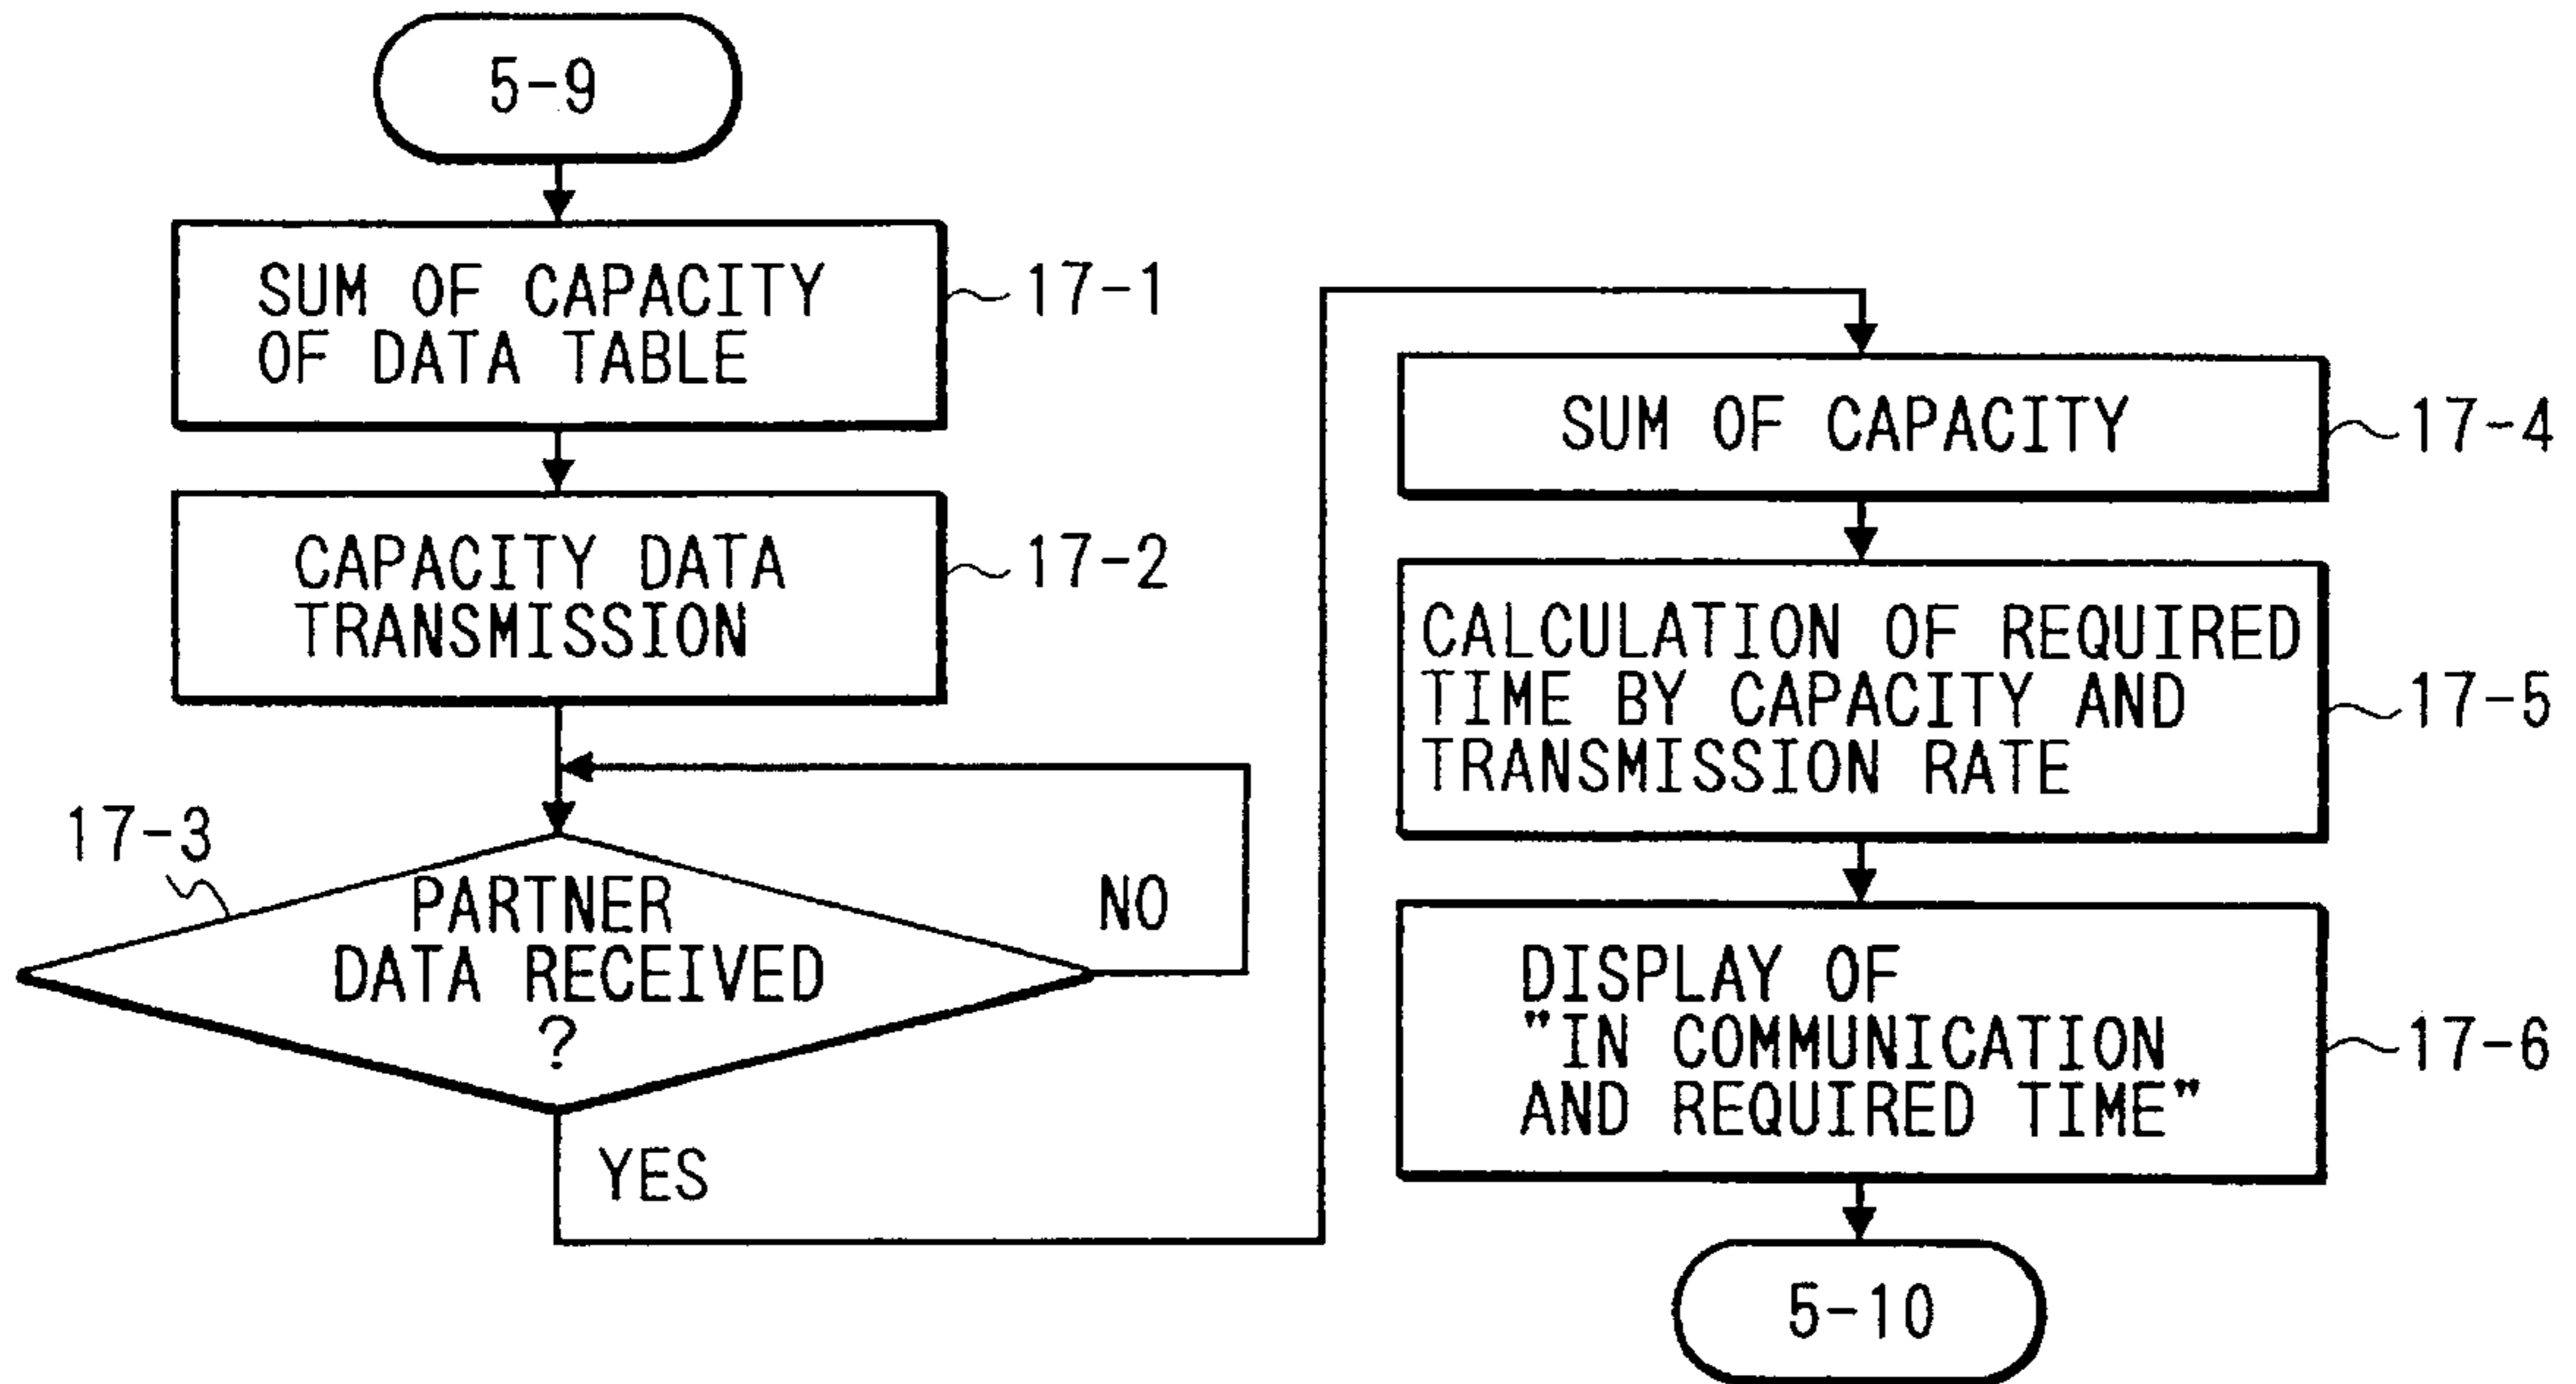 5-9
SUM OF CAPACITY
OF DATA TABLE
17-1
CAPACITY DATA
TRANSMISSION
17-2
17-3
PARTNER
DATA RECEIVED
?
NO
YES
SUM OF CAPACITY
17-4
CALCULATION OF REQUIRED
TIME BY CAPACITY AND
TRANSMISSION RATE
17-5
DISPLAY OF
"IN COMMUNICATION
AND REQUIRED TIME"
17-6
5-10